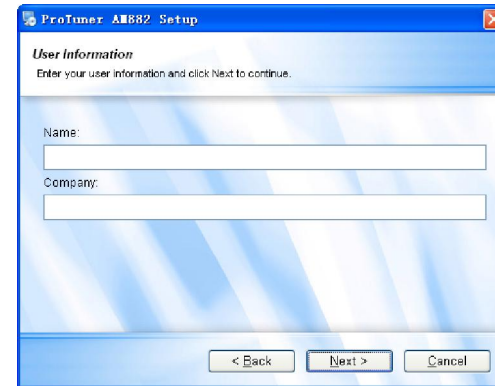 ProTuner AM882 Setup
User Information
Enter your user information and click Next to continue.
Name:
Company:
< Back
Next >
Cancel